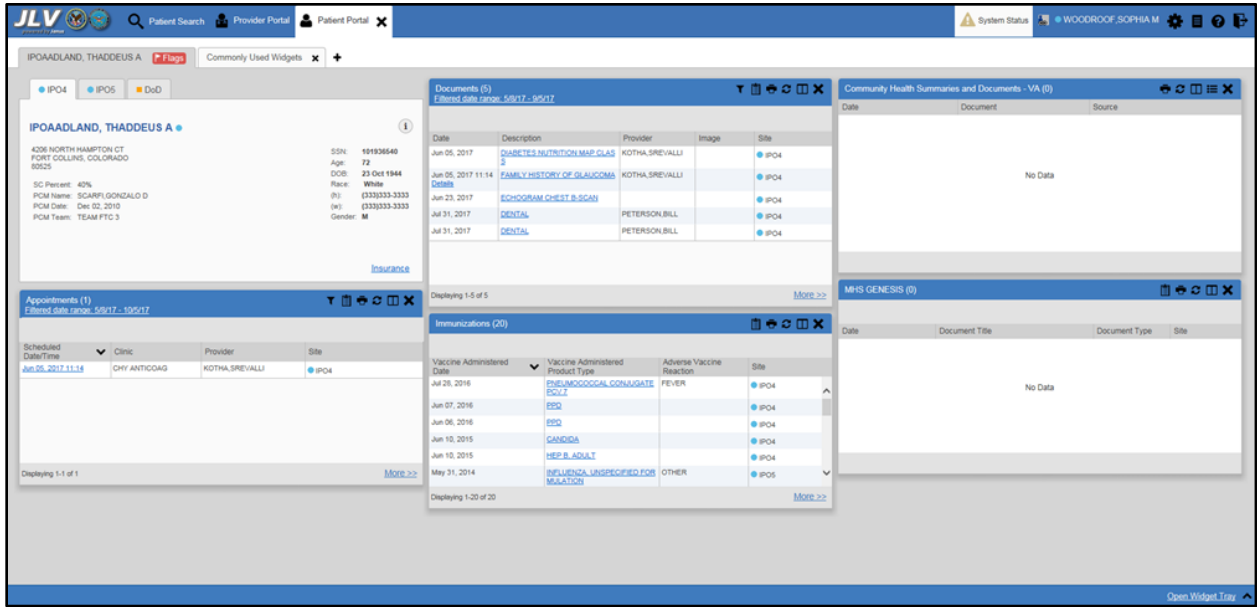 JLV
Patient Search
Provider Portal
Patient Portal
System Status
WOODROOF,SOPHIA M
IPOAADLAND, THADDEUS A
Flags
Commonly Used Widgets
IPO4
IPO5
DoD
IPOAADLAND, THADDEUS A
4206 NORTH HAMPTON CT
FORT COLLINS, COLORADO
60525
SC Percent: 40%
PCM Name: SCARFI,GONZALO D
PCM Date: Dec 02, 2010
PCM Team: TEAM FTC 3
SSN: 101936540
Age: 72
DOB: 23 Oct 1944
Race: White
(h): (333)333-3333
(w): (333)333-3333
Gender: M
Insurance
Appointments (1)
Filtered date range: 5/8/17 - 10/5/17
Scheduled Date/Time Clinic Provider Site
Jun 05, 2017 11:14 CHY ANTICOAG KOTHA,SREVALLI IPO4
Displaying 1-1 of 1
More >>
Documents (5)
Filtered date range: 5/8/17 - 9/5/17
Date Description Provider Image Site
Jun 05, 2017 DIABETES NUTRITION MAP CLAS KOTHA,SREVALLI IPO4
S
Jun 05, 2017 11:14 FAMILY HISTORY OF GLAUCOMA KOTHA,SREVALLI IPO4
Details
Jun 23, 2017 ECHOGRAM CHEST B-SCAN IPO4
Jul 31, 2017 DENTAL PETERSON,BILL IPO4
Jul 31, 2017 DENTAL PETERSON,BILL IPO4
Displaying 1-5 of 5
More >>
Immunizations (20)
Vaccine Administered Date Vaccine Administered Product Type Adverse Vaccine Reaction Site
Jul 28, 2016 PNEUMOCOCCAL CONJUGATE FEVER IPO4
PCV 7
Jun 07, 2016 PPD IPO4
Jun 06, 2016 PPD IPO4
Jun 10, 2015 CANDIDA IPO4
Jun 10, 2015 HEP B, ADULT IPO4
May 31, 2014 INFLUENZA, UNSPECIFIED FOR OTHER IPO5
MULATION
Displaying 1-20 of 20
More >>
Community Health Summaries and Documents - VA (0)
Date Document Source
No Data
MHS GENESIS (0)
Date Document Title Document Type Site
No Data
Open Widget Tray